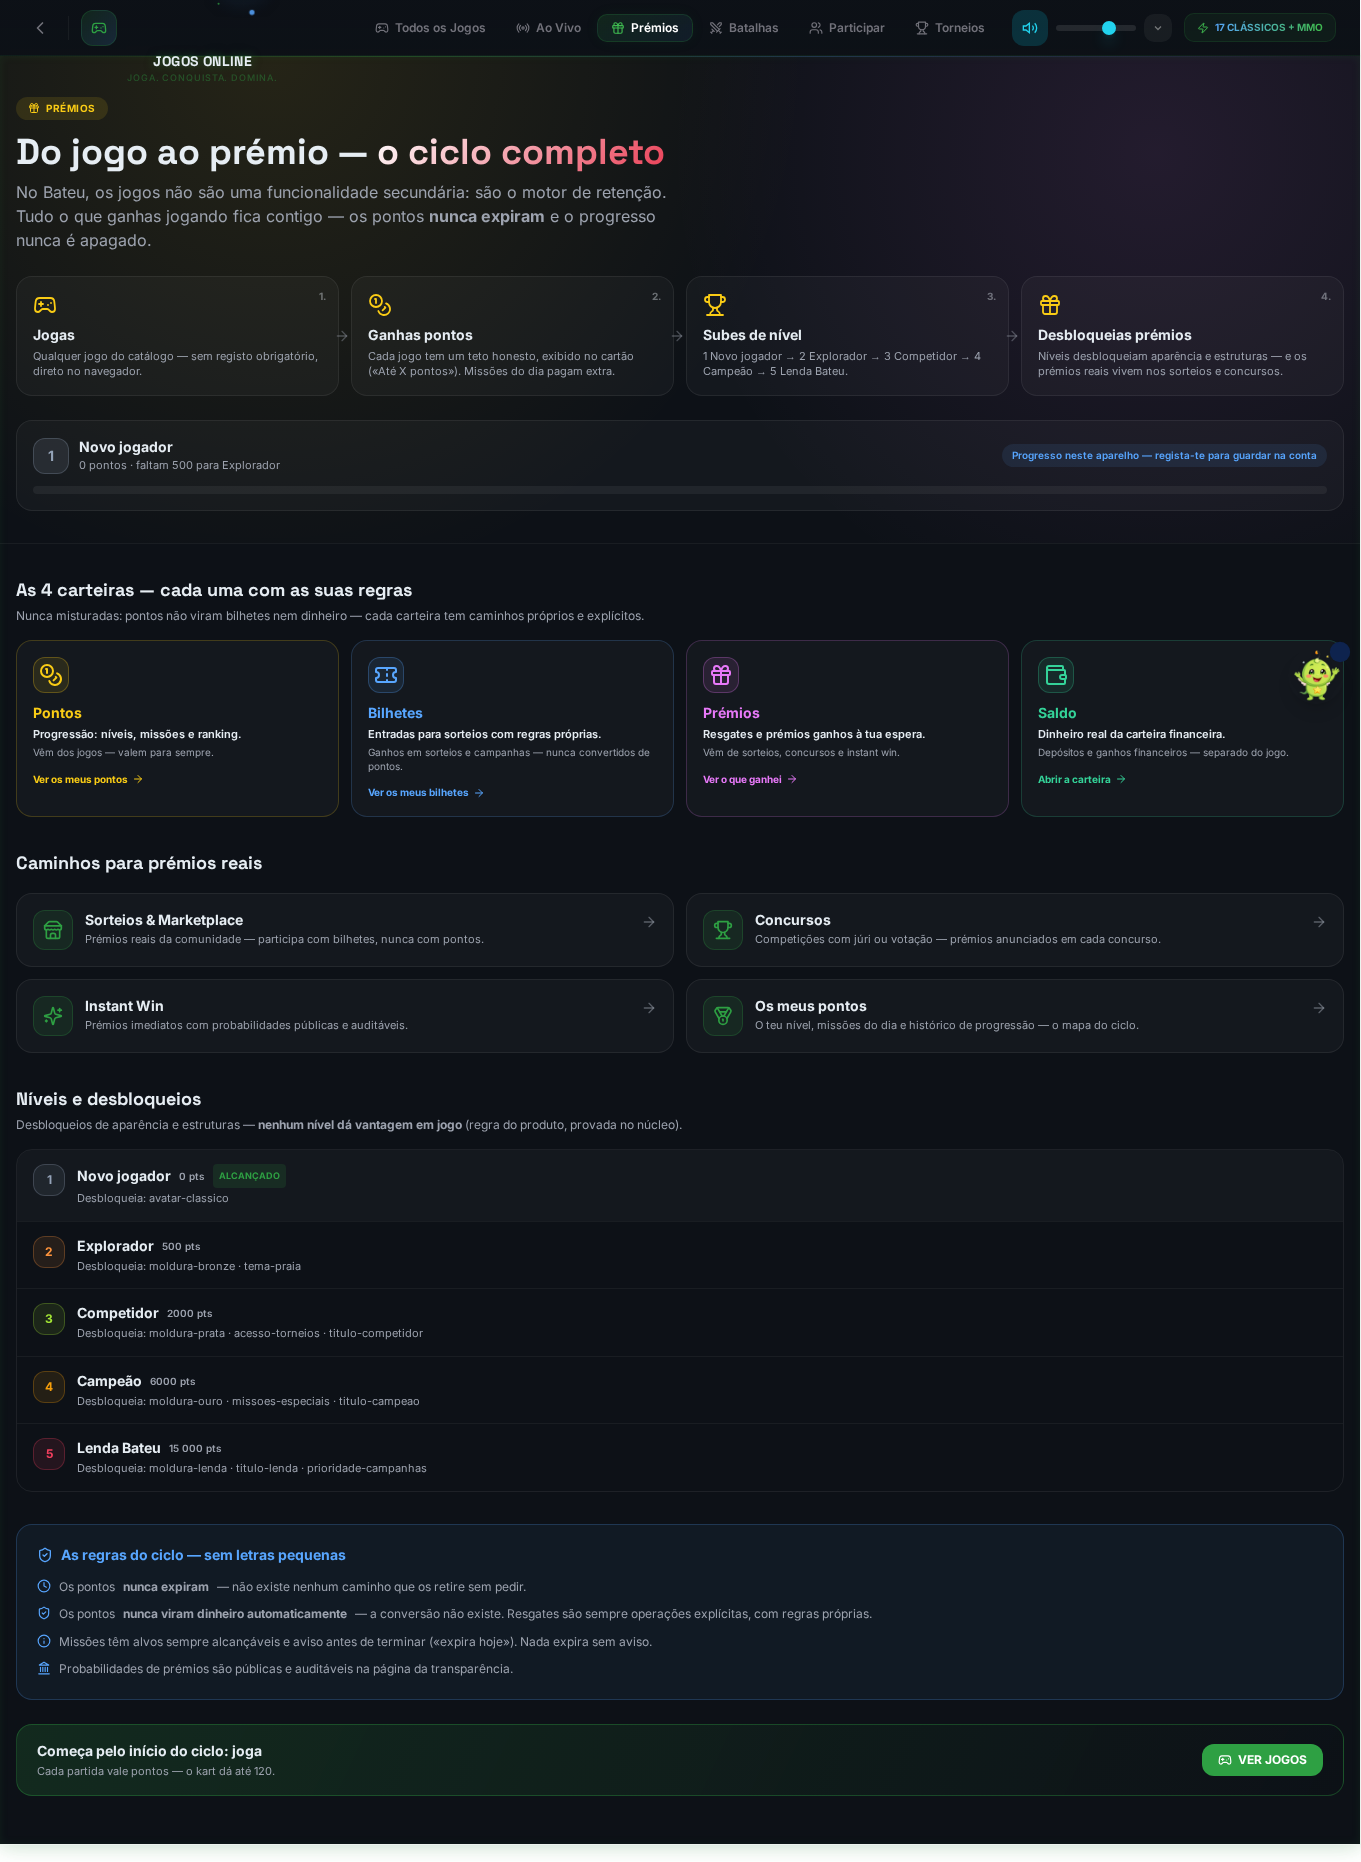 Todos os Jogos
Ao Vivo
Prémios
Batalhas
Participar
Torneios
17 CLÁSSICOS + MMO
JOGOS ONLINE
JOGA. CONQUISTA. DOMINA.
PRÉMIOS
Do jogo ao prémio — o ciclo completo
No Bateu, os jogos não são uma funcionalidade secundária: são o motor de retenção.
Tudo o que ganhas jogando fica contigo — os pontos nunca expiram e o progresso
nunca é apagado.
1.
Jogas
Qualquer jogo do catálogo — sem registo obrigatório,
direto no navegador.
2.
Ganhas pontos
Cada jogo tem um teto honesto, exibido no cartão
(«Até X pontos»). Missões do dia pagam extra.
3.
Subes de nível
1 Novo jogador → 2 Explorador → 3 Competidor → 4
Campeão → 5 Lenda Bateu.
4.
Desbloqueias prémios
Níveis desbloqueiam aparência e estruturas — e os
prémios reais vivem nos sorteios e concursos.
1
Novo jogador
0 pontos · faltam 500 para Explorador
Progresso neste aparelho — regista-te para guardar na conta
As 4 carteiras — cada uma com as suas regras
Nunca misturadas: pontos não viram bilhetes nem dinheiro — cada carteira tem caminhos próprios e explícitos.
Pontos
Progressão: níveis, missões e ranking.
Vêm dos jogos — valem para sempre.
Ver os meus pontos →
Bilhetes
Entradas para sorteios com regras próprias.
Ganhos em sorteios e campanhas — nunca convertidos de
pontos.
Ver os meus bilhetes →
Prémios
Resgates e prémios ganhos à tua espera.
Vêm de sorteios, concursos e instant win.
Ver o que ganhei →
Saldo
Dinheiro real da carteira financeira.
Depósitos e ganhos financeiros — separado do jogo.
Abrir a carteira →
Caminhos para prémios reais
Sorteios & Marketplace
Prémios reais da comunidade — participa com bilhetes, nunca com pontos.
Concursos
Competições com júri ou votação — prémios anunciados em cada concurso.
Instant Win
Prémios imediatos com probabilidades públicas e auditáveis.
Os meus pontos
O teu nível, missões do dia e histórico de progressão — o mapa do ciclo.
Níveis e desbloqueios
Desbloqueios de aparência e estruturas — nenhum nível dá vantagem em jogo (regra do produto, provada no núcleo).
1
Novo jogador 0 pts ALCANÇADO
Desbloqueia: avatar-classico
2
Explorador 500 pts
Desbloqueia: moldura-bronze · tema-praia
3
Competidor 2000 pts
Desbloqueia: moldura-prata · acesso-torneios · titulo-competidor
4
Campeão 6000 pts
Desbloqueia: moldura-ouro · missoes-especiais · titulo-campeao
5
Lenda Bateu 15 000 pts
Desbloqueia: moldura-lenda · titulo-lenda · prioridade-campanhas
As regras do ciclo — sem letras pequenas
Os pontos nunca expiram — não existe nenhum caminho que os retire sem pedir.
Os pontos nunca viram dinheiro automaticamente — a conversão não existe. Resgates são sempre operações explícitas, com regras próprias.
Missões têm alvos sempre alcançáveis e aviso antes de terminar («expira hoje»). Nada expira sem aviso.
Probabilidades de prémios são públicas e auditáveis na página da transparência.
Começa pelo início do ciclo: joga
Cada partida vale pontos — o kart dá até 120.
VER JOGOS